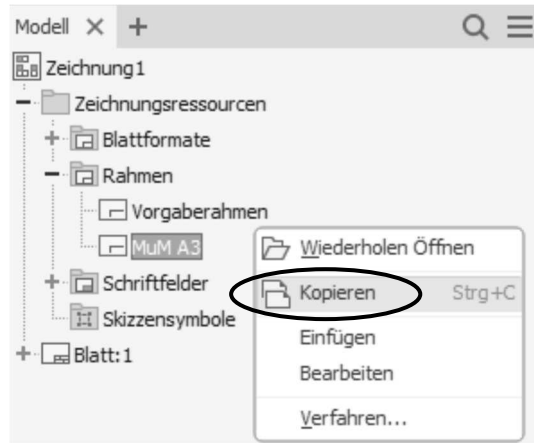 Modell × +
Zeichnung1
Zeichnungsressourcen
Blattformate
Rahmen
Vorgaberahmen
MuM A3
Wiederholen Öffnen
Schriftfelder
Kopieren Strg+C
Skizzensymbole
Einfügen
Blatt:1
Bearbeiten
Verfahren...